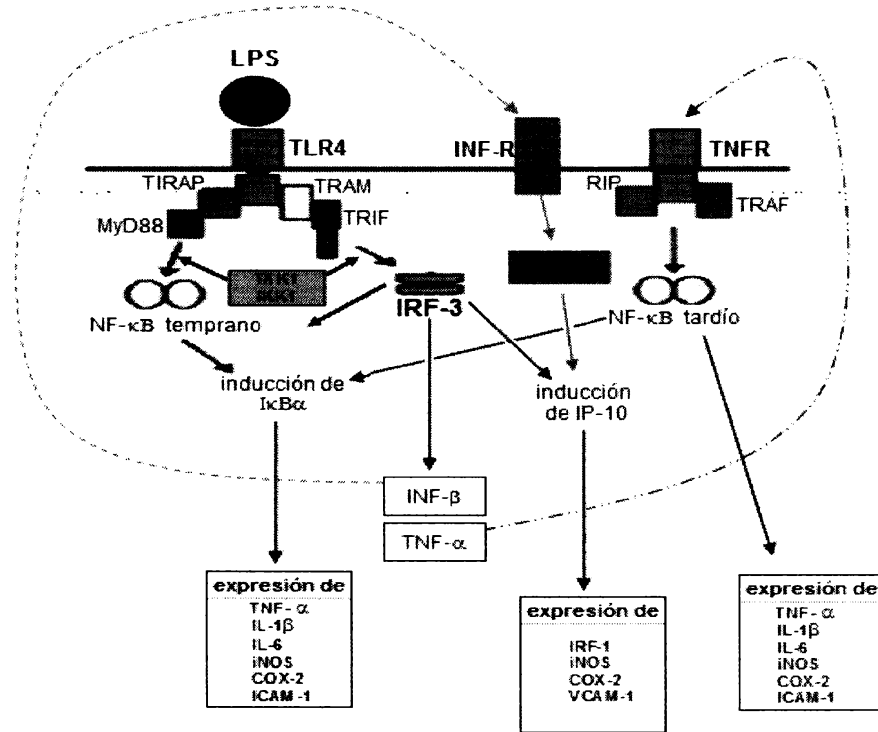 LPS
TLR4
INF-R
TNFR
TIRAP
TRAM
RIP
MyD88
TRIF
TRAF
NF-κB temprano
IRF-3
NF-κB tardío
inducción de
IκBα
inducción
de IP-10
INF-β
TNF-α
expresión de
TNF- α
IL-1β
IL-6
iNOS
COX-2
ICAM-1
expresión de
IRF-1
iNOS
COX-2
VCAM-1
expresión de
TNF- α
IL-1β
IL-6
iNOS
COX-2
ICAM-1